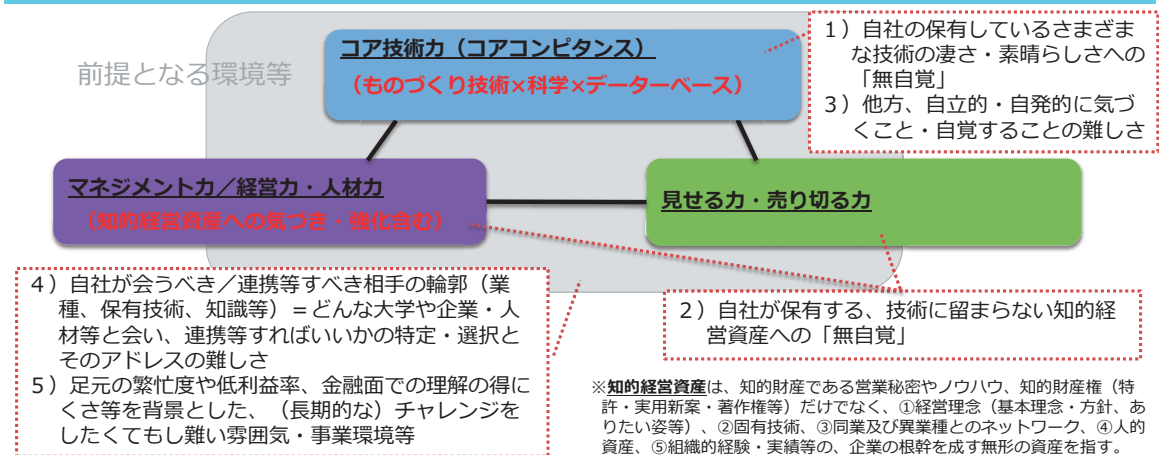 前提となる環境等
コア技術力（コアコンピタンス）
（ものづくり技術×科学×データーベース）
１）自社の保有しているさまざま
な技術の凄さ・素晴らしさへの
「無自覚」
３）他方、自立的・自発的に気づ
くこと・自覚することの難しさ
マネジメント力／経営力・人材力
（知的経営資産への気づき・強化含む）
見せる力・売り切る力
４）自社が会うべき／連携等すべき相手の輪郭（業
種、保有技術、知識等）＝どんな大学や企業・人
材等と会い、連携等すればいいかの特定・選択と
そのアドレスの難しさ
５）足元の繁忙度や低利益率、金融面での理解の得に
くさ等を背景とした、（長期的な）チャレンジを
したくてもし難い雰囲気・事業環境等
２）自社が保有する、技術に留まらない知的経
営資産への「無自覚」
※知的経営資産は、知的財産である営業秘密やノウハウ、知的財産権（特
許・実用新案・著作権等）だけでなく、①経営理念（基本理念・方針、あ
りたい姿等）、②固有技術、③同業及び異業種とのネットワーク、④人的
資産、⑤組織的経験・実績等の、企業の根幹を成す無形の資産を指す。